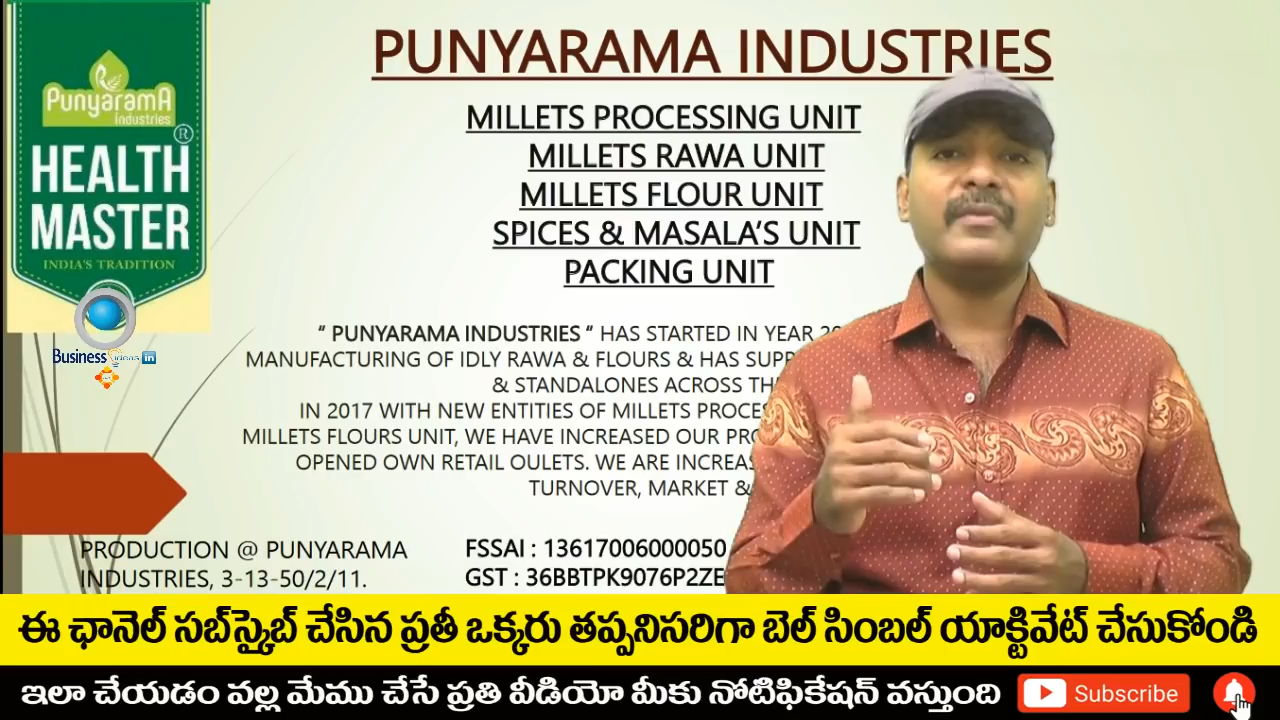 PUNYARAMA INDUSTRIES
MILLETS PROCESSING UNIT
MILLETS RAWA UNIT
MILLETS FLOUR UNIT
SPICES & MASALA'S UNIT
PACKING UNIT
PunyaramA
Industries
®
HEALTH
MASTER
INDIA'S TRADITION
Business ideas in
“ PUNYARAMA INDUSTRIES “ HAS STARTED IN YEAR
MANUFACTURING OF IDLY RAWA & FLOURS & HAS
& STANDALONES ACROSS
IN 2017 WITH NEW ENTITIES OF MILLETS
MILLETS FLOURS UNIT, WE HAVE INCREASED OUR
OPENED OWN RETAIL OULETS. WE ARE
TURNOVER, MARKET &
PRODUCTION @ PUNYARAMA
INDUSTRIES, 3-13-50/2/11.
FSSAI : 13617006000050
GST : 36BBTPK9076P2ZE
ఈ ఛానెల్ సబ్‌స్క్రైబ్ చేసిన ప్రతీ ఒక్కరు తప్పనిసరిగా బెల్ సింబల్ యాక్టివేట్ చేసుకోండి
ఇలా చేయడం వల్ల మేము చేసే ప్రతి వీడియో మీకు నోటిఫికేషన్ వస్తుంది
Subscribe